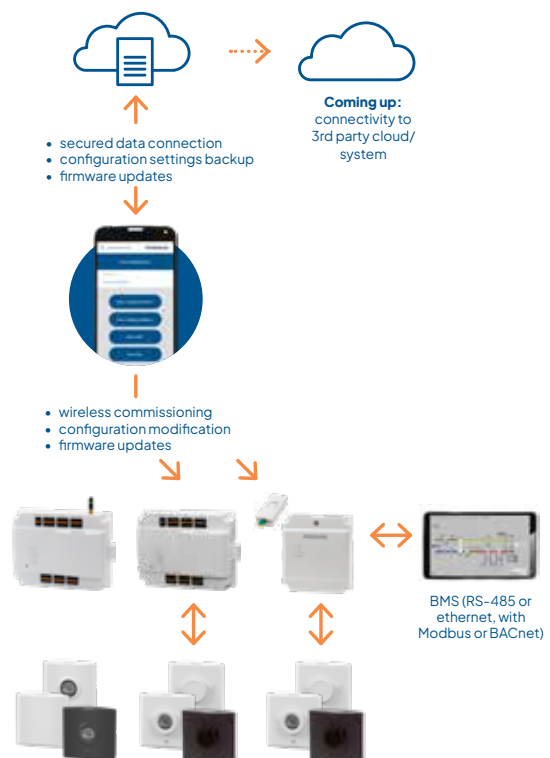 Coming up:
connectivity to
3rd party cloud/
system
• secured data connection
• configuration settings backup
• firmware updates
• wireless commissioning
• configuration modification
• firmware updates
BMS (RS-485 or
ethernet, with
Modbus or BACnet)